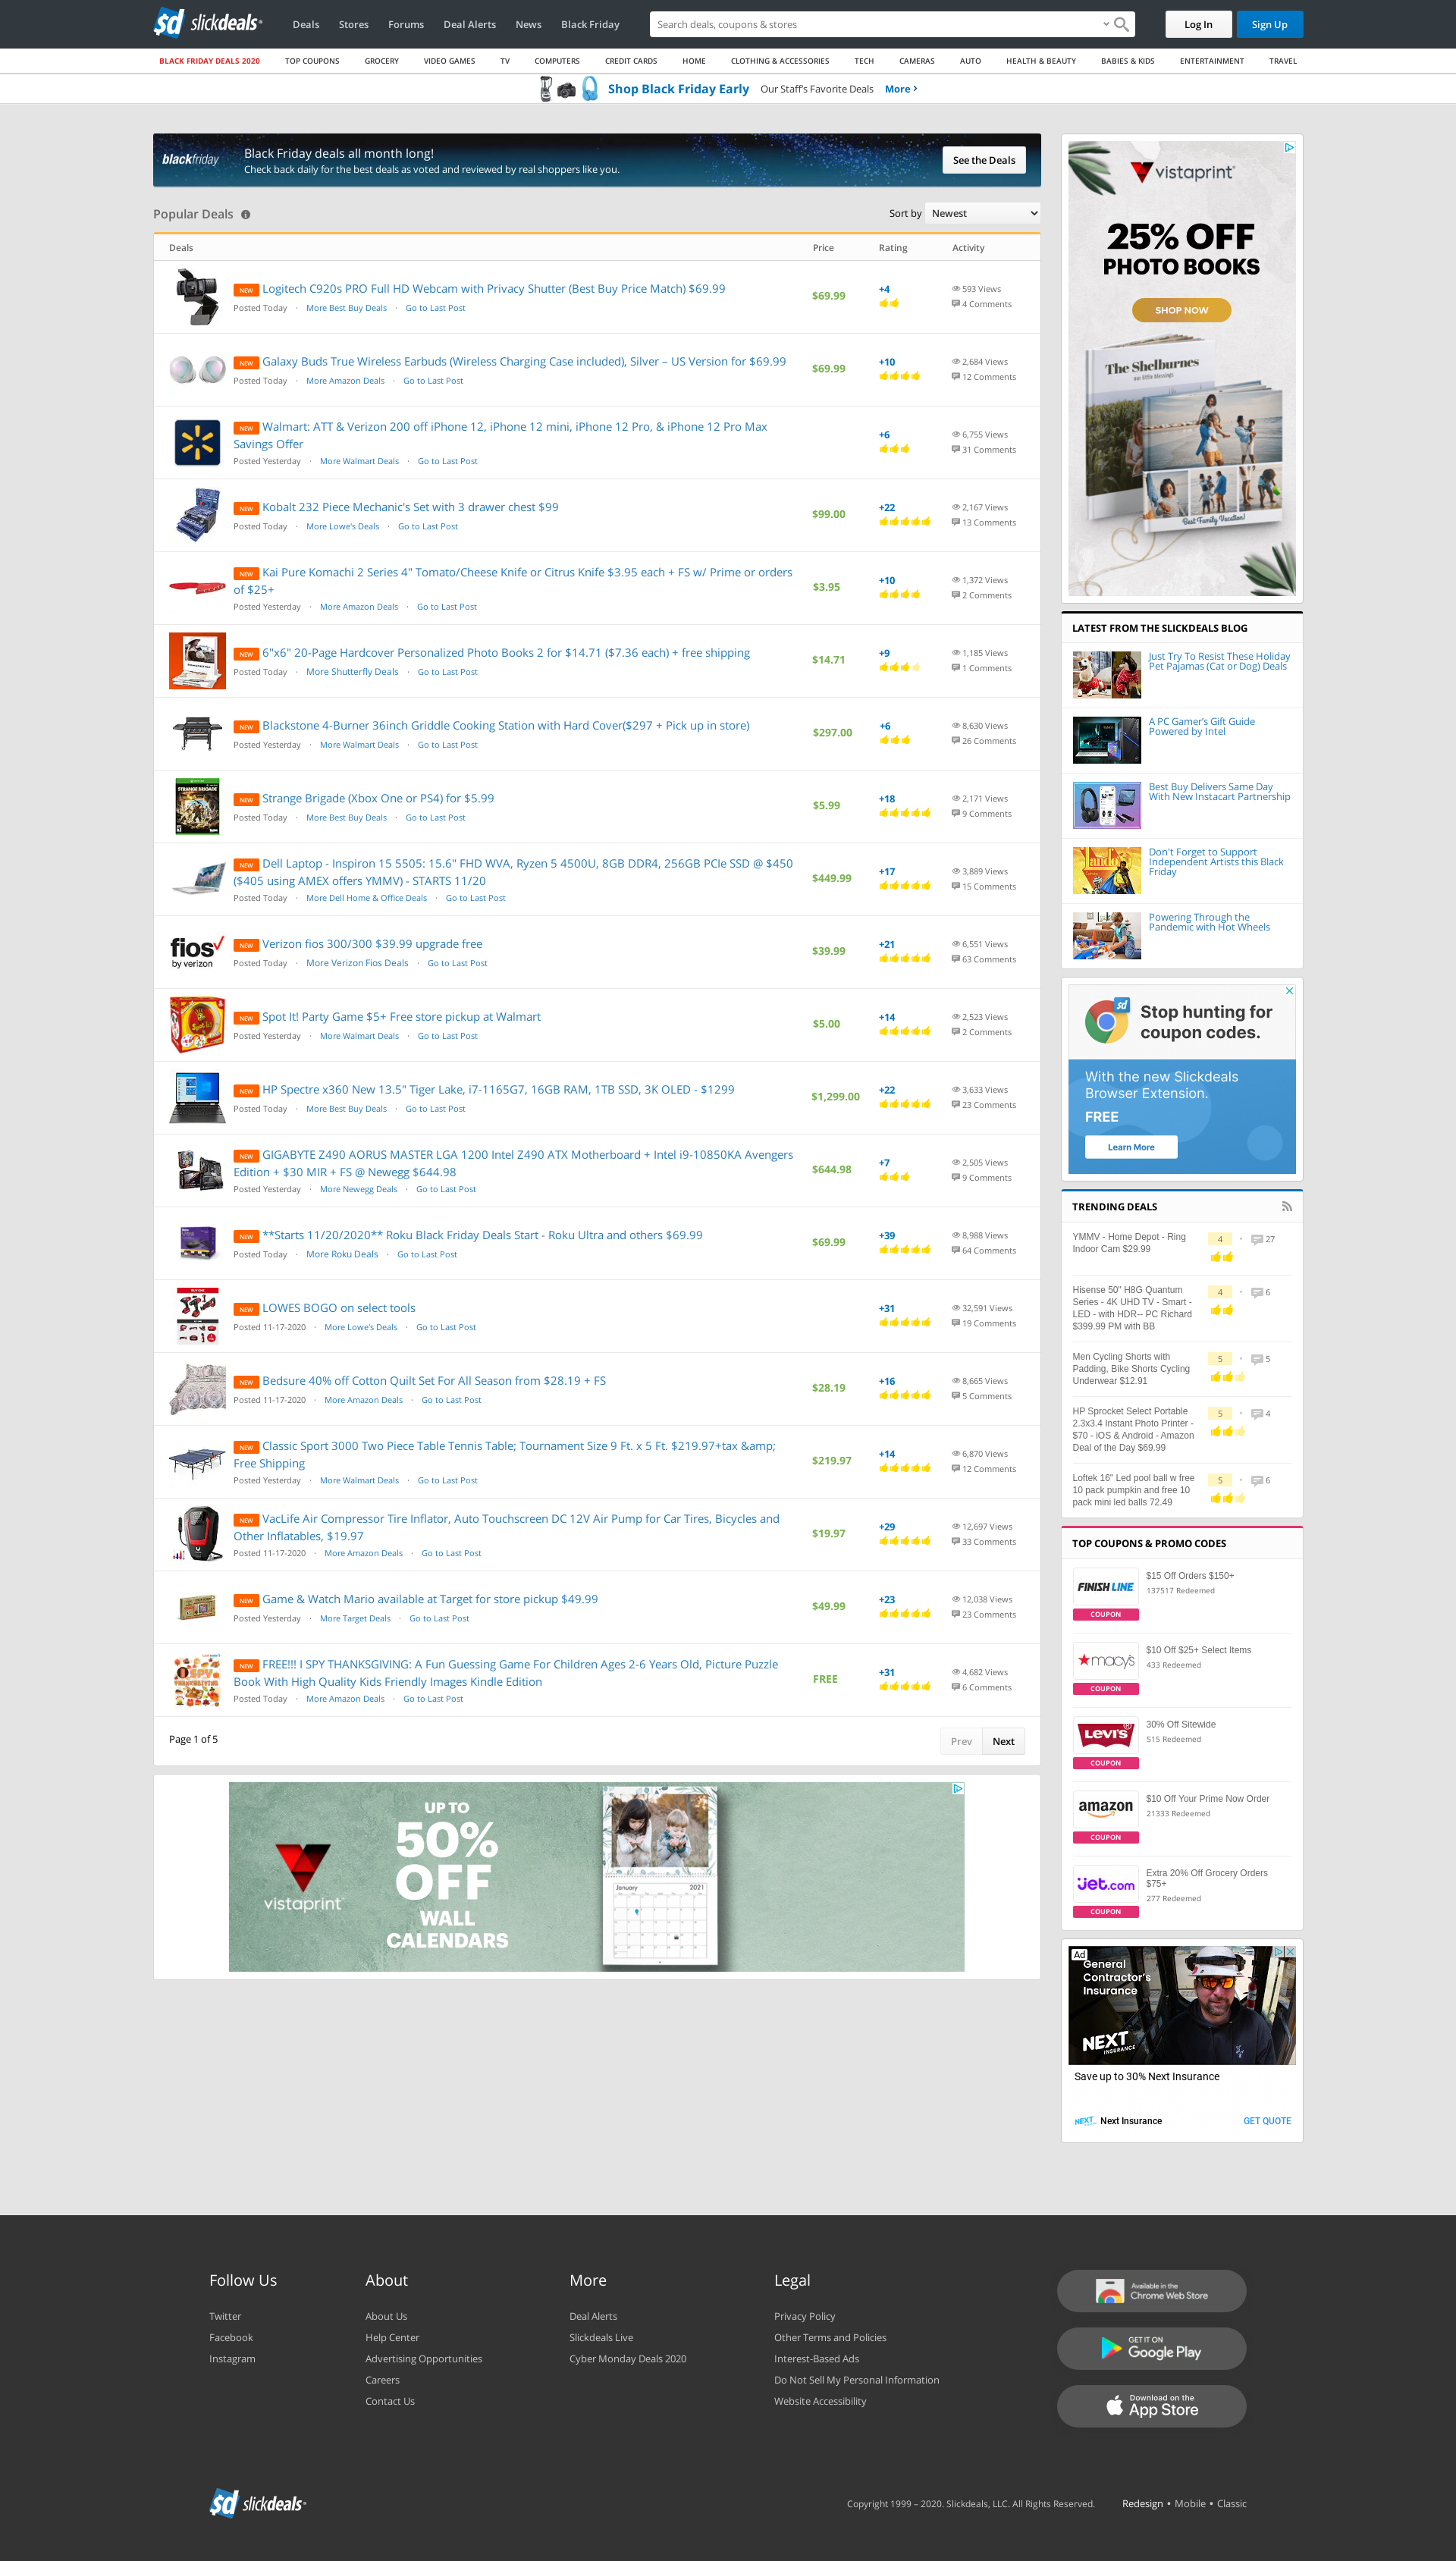 sd slickdeals
Deals Stores Forums Deal Alerts News Black Friday
Search deals, coupons & stores
Log In Sign Up
BLACK FRIDAY DEALS 2020 TOP COUPONS GROCERY VIDEO GAMES TV COMPUTERS CREDIT CARDS HOME CLOTHING & ACCESSORIES TECH CAMERAS AUTO HEALTH & BEAUTY BABIES & KIDS ENTERTAINMENT TRAVEL
Shop Black Friday Early Our Staff's Favorite Deals More
blackfriday
Black Friday deals all month long!
Check back daily for the best deals as voted and reviewed by real shoppers like you.
See the Deals
Popular Deals
Sort by Newest
Deals Price Rating Activity
NEW Logitech C920s PRO Full HD Webcam with Privacy Shutter (Best Buy Price Match) $69.99
Posted Today · More Best Buy Deals · Go to Last Post
$69.99 +4 593 Views
4 Comments
NEW Galaxy Buds True Wireless Earbuds (Wireless Charging Case included), Silver – US Version for $69.99
Posted Today · More Amazon Deals · Go to Last Post
$69.99 +10 2,684 Views
12 Comments
NEW Walmart: ATT & Verizon 200 off iPhone 12, iPhone 12 mini, iPhone 12 Pro, & iPhone 12 Pro Max
Savings Offer
Posted Yesterday · More Walmart Deals · Go to Last Post
+6 6,755 Views
31 Comments
NEW Kobalt 232 Piece Mechanic's Set with 3 drawer chest $99
Posted Today · More Lowe's Deals · Go to Last Post
$99.00 +22 2,167 Views
13 Comments
NEW Kai Pure Komachi 2 Series 4" Tomato/Cheese Knife or Citrus Knife $3.95 each + FS w/ Prime or orders
of $25+
Posted Yesterday · More Amazon Deals · Go to Last Post
$3.95 +10 1,372 Views
2 Comments
NEW 6"x6" 20-Page Hardcover Personalized Photo Books 2 for $14.71 ($7.36 each) + free shipping
Posted Today · More Shutterfly Deals · Go to Last Post
$14.71 +9 1,185 Views
1 Comments
NEW Blackstone 4-Burner 36inch Griddle Cooking Station with Hard Cover($297 + Pick up in store)
Posted Yesterday · More Walmart Deals · Go to Last Post
$297.00 +6 8,630 Views
26 Comments
STRANGE BRIGADE
NEW Strange Brigade (Xbox One or PS4) for $5.99
Posted Today · More Best Buy Deals · Go to Last Post
$5.99 +18 2,171 Views
9 Comments
NEW Dell Laptop - Inspiron 15 5505: 15.6" FHD WVA, Ryzen 5 4500U, 8GB DDR4, 256GB PCIe SSD @ $450
($405 using AMEX offers YMMV) - STARTS 11/20
Posted Today · More Dell Home & Office Deals · Go to Last Post
$449.99 +17 3,889 Views
15 Comments
fios
by verizon
NEW Verizon fios 300/300 $39.99 upgrade free
Posted Today · More Verizon Fios Deals · Go to Last Post
$39.99 +21 6,551 Views
63 Comments
NEW Spot It! Party Game $5+ Free store pickup at Walmart
Posted Yesterday · More Walmart Deals · Go to Last Post
$5.00 +14 2,523 Views
2 Comments
NEW HP Spectre x360 New 13.5" Tiger Lake, i7-1165G7, 16GB RAM, 1TB SSD, 3K OLED - $1299
Posted Today · More Best Buy Deals · Go to Last Post
$1,299.00 +22 3,633 Views
23 Comments
NEW GIGABYTE Z490 AORUS MASTER LGA 1200 Intel Z490 ATX Motherboard + Intel i9-10850KA Avengers
Edition + $30 MIR + FS @ Newegg $644.98
Posted Yesterday · More Newegg Deals · Go to Last Post
$644.98 +7 2,505 Views
9 Comments
NEW **Starts 11/20/2020** Roku Black Friday Deals Start - Roku Ultra and others $69.99
Posted Today · More Roku Deals · Go to Last Post
$69.99 +39 8,988 Views
64 Comments
NEW LOWES BOGO on select tools
Posted 11-17-2020 · More Lowe's Deals · Go to Last Post
+31 32,591 Views
19 Comments
NEW Bedsure 40% off Cotton Quilt Set For All Season from $28.19 + FS
Posted 11-17-2020 · More Amazon Deals · Go to Last Post
$28.19 +16 8,665 Views
5 Comments
NEW Classic Sport 3000 Two Piece Table Tennis Table; Tournament Size 9 Ft. x 5 Ft. $219.97+tax &amp;
Free Shipping
Posted Yesterday · More Walmart Deals · Go to Last Post
$219.97 +14 6,870 Views
12 Comments
NEW VacLife Air Compressor Tire Inflator, Auto Touchscreen DC 12V Air Pump for Car Tires, Bicycles and
Other Inflatables, $19.97
Posted 11-17-2020 · More Amazon Deals · Go to Last Post
$19.97 +29 12,697 Views
33 Comments
NEW Game & Watch Mario available at Target for store pickup $49.99
Posted Yesterday · More Target Deals · Go to Last Post
$49.99 +23 12,038 Views
23 Comments
NEW FREE!!! I SPY THANKSGIVING: A Fun Guessing Game For Children Ages 2-6 Years Old, Picture Puzzle
Book With High Quality Kids Friendly Images Kindle Edition
Posted Today · More Amazon Deals · Go to Last Post
FREE +31 4,682 Views
6 Comments
Page 1 of 5
Prev Next
vistaprint
UP TO
50%
OFF
WALL
CALENDARS
January 2021
vistaprint
25% OFF
PHOTO BOOKS
SHOP NOW
The Shelburnes
our little blessings
Best Family Vacation!
LATEST FROM THE SLICKDEALS BLOG
Just Try To Resist These Holiday
Pet Pajamas (Cat or Dog) Deals
A PC Gamer's Gift Guide
Powered by Intel
Best Buy Delivers Same Day
With New Instacart Partnership
Don't Forget to Support
Independent Artists this Black
Friday
Powering Through the
Pandemic with Hot Wheels
sd
Stop hunting for
coupon codes.
With the new Slickdeals
Browser Extension.
FREE
Learn More
TRENDING DEALS
YMMV - Home Depot - Ring
Indoor Cam $29.99
4 • 27
Hisense 50" H8G Quantum
Series - 4K UHD TV - Smart -
LED - with HDR-- PC Richard
$399.99 PM with BB
4 • 6
Men Cycling Shorts with
Padding, Bike Shorts Cycling
Underwear $12.91
5 • 5
HP Sprocket Select Portable
2.3x3.4 Instant Photo Printer -
$70 - iOS & Android - Amazon
Deal of the Day $69.99
5 • 4
Loftek 16" Led pool ball w free
10 pack pumpkin and free 10
pack mini led balls 72.49
5 • 6
TOP COUPONS & PROMO CODES
FINISH LINE
COUPON
$15 Off Orders $150+
137517 Redeemed
macy's
COUPON
$10 Off $25+ Select Items
433 Redeemed
LEVI'S
COUPON
30% Off Sitewide
515 Redeemed
amazon
COUPON
$10 Off Your Prime Now Order
21333 Redeemed
jet.com
COUPON
Extra 20% Off Grocery Orders
$75+
277 Redeemed
Ad
General
Contractor's
Insurance
NEXT
INSURANCE
Save up to 30% Next Insurance
NEXT Next Insurance GET QUOTE
Follow Us
Twitter
Facebook
Instagram
About
About Us
Help Center
Advertising Opportunities
Careers
Contact Us
More
Deal Alerts
Slickdeals Live
Cyber Monday Deals 2020
Legal
Privacy Policy
Other Terms and Policies
Interest-Based Ads
Do Not Sell My Personal Information
Website Accessibility
Available in the
Chrome Web Store
GET IT ON
Google Play
Download on the
App Store
sd slickdeals
Copyright 1999 – 2020. Slickdeals, LLC. All Rights Reserved. Redesign • Mobile • Classic